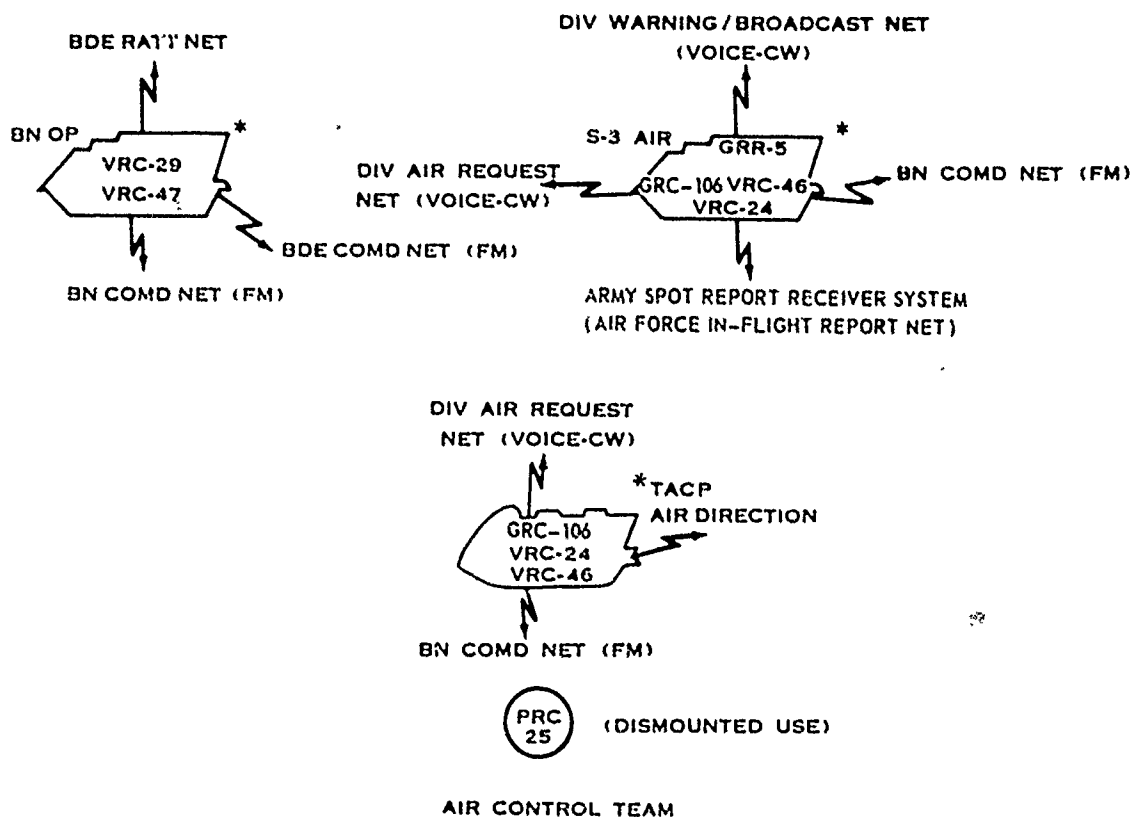 BDE RATT NET
BN OP
*
VRC-29
VRC-47
BDE COMD NET (FM)
BN COMD NET (FM)
DIV WARNING/BROADCAST NET
(VOICE-CW)
S-3 AIR
*
GRR-5
DIV AIR REQUEST
NET (VOICE-CW)
GRC-106 VRC-46
VRC-24
BN COMD NET (FM)
ARMY SPOT REPORT RECEIVER SYSTEM
(AIR FORCE IN-FLIGHT REPORT NET)
DIV AIR REQUEST
NET (VOICE-CW)
*TACP
AIR DIRECTION
GRC-106
VRC-24
VRC-46
BN COMD NET (FM)
PRC
25
(DISMOUNTED USE)
AIR CONTROL TEAM